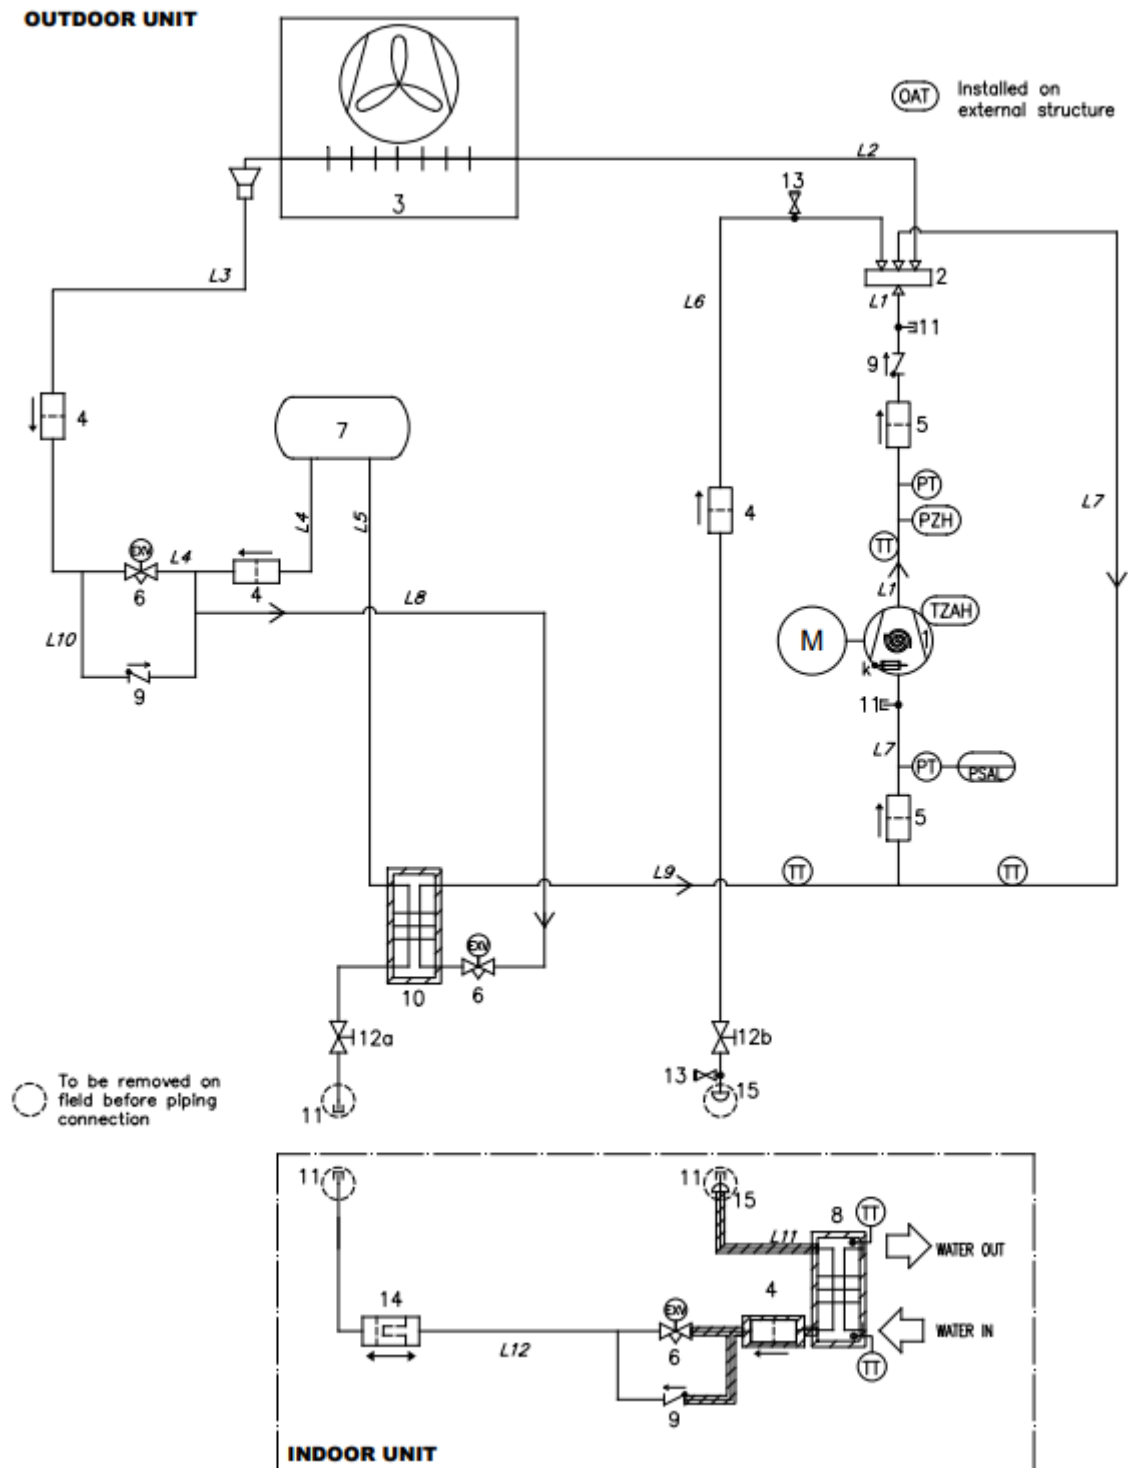 OUTDOOR UNIT
OAT
Installed on
external structure
L2
13
3
L3
2
L6
L1
11
9
4
7
5
PT
L4
L5
4
PZH
L7
TT
EXV
L4
6
4
L8
L1
TZAH
M
1
k
L10
9
11
L7
PT
PSAL
5
L9
TT
TT
EXV
10
6
12a
12b
To be removed on
field before piping
connection
13
15
11
11
11
15
8
TT
L11
WATER OUT
14
4
EXV
WATER IN
L12
6
TT
9
INDOOR UNIT